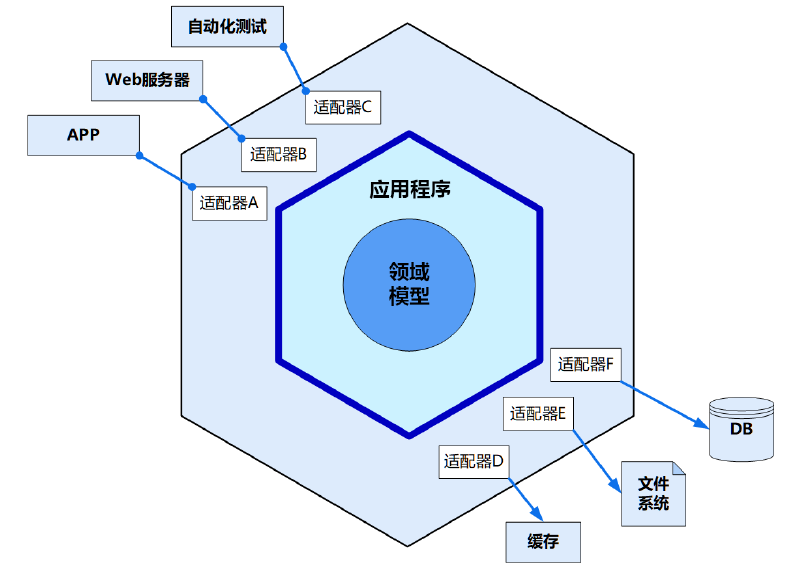 自动化测试
Web服务器
适配器C
APP
适配器B
适配器A
应用程序
领域
模型
适配器F
适配器E
DB
适配器D
文件
系统
缓存